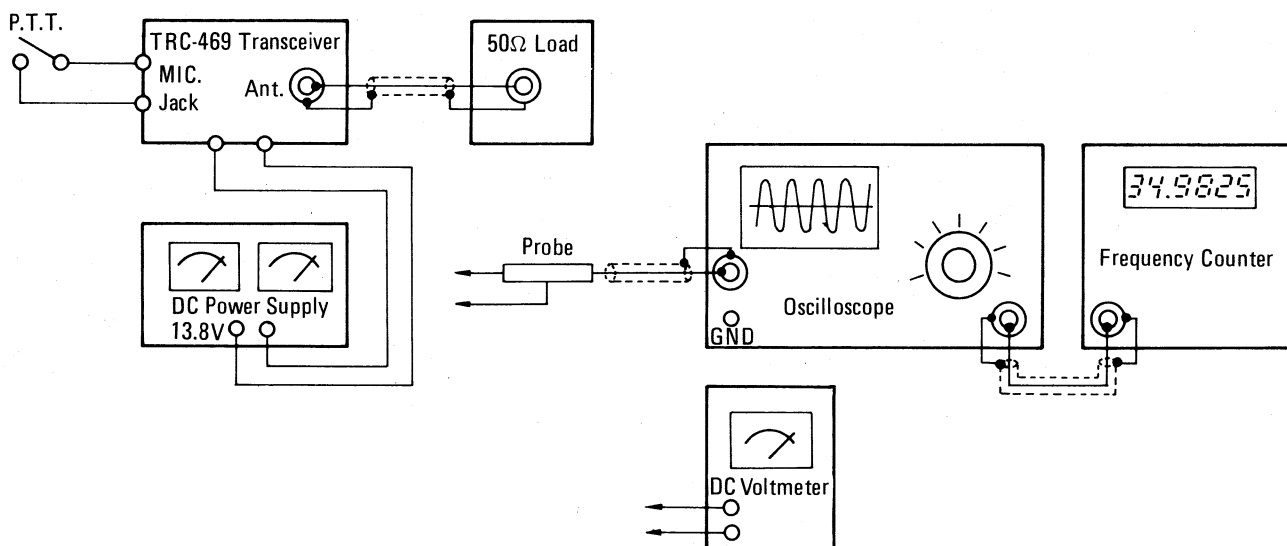 P.T.T.
TRC-469 Transceiver
MIC.
Jack
Ant.
50Ω Load
DC Power Supply
13.8V
Probe
GND
Oscilloscope
34.9825
Frequency Counter
DC Voltmeter